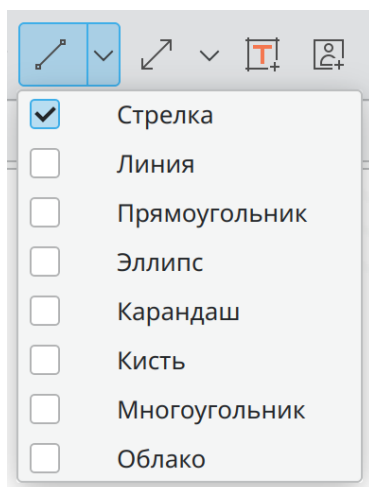 T
Стрелка
Линия
Прямоугольник
Эллипс
Карандаш
Кисть
Многоугольник
Облако